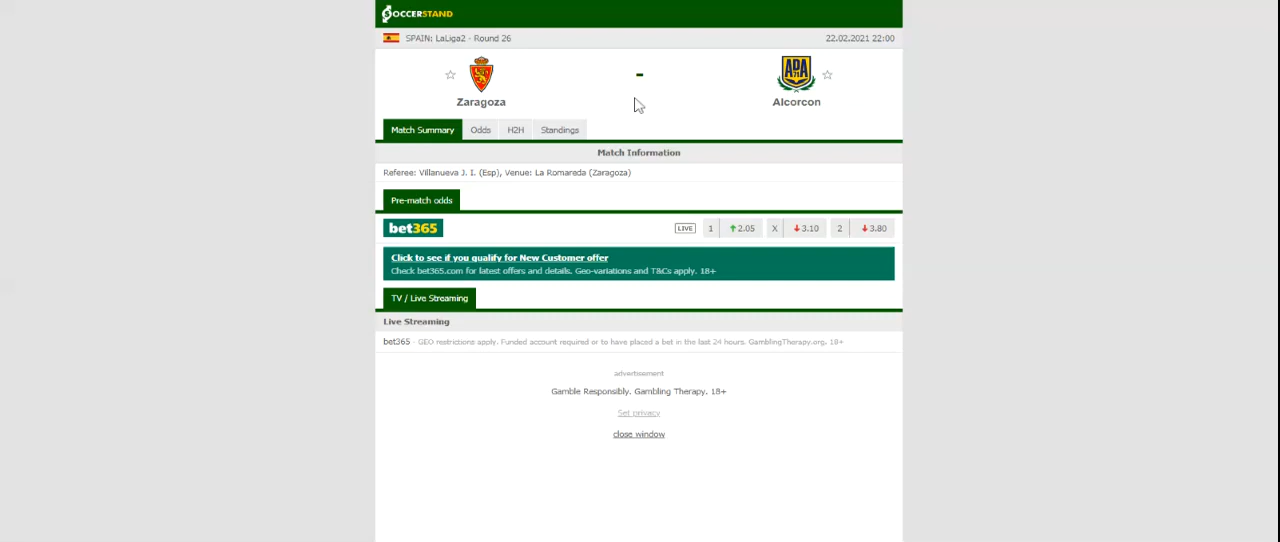 SOCCERSTAND
SPAIN: LaLiga2 - Round 26 22.02.2021 22:00
ADA
71
Zaragoza Alcorcon
Match Summary Odds H2H Standings
Match Information
Referee: Villanueva J. I. (Esp), Venue: La Romareda (Zaragoza)
Pre-match odds
bet365 LIVE 1 2.05 X 3.10 2 3.80
Click to see if you qualify for New Customer offer
Check bet365.com for latest offers and details. Geo-variations and T&Cs apply. 18+
TV / Live Streaming
Live Streaming
bet365 - GEO restrictions apply. Funded account required or to have placed a bet in the last 24 hours. GamblingTherapy.org. 18+
advertisement
Gamble Responsibly. Gambling Therapy. 18+
Set privacy
close window